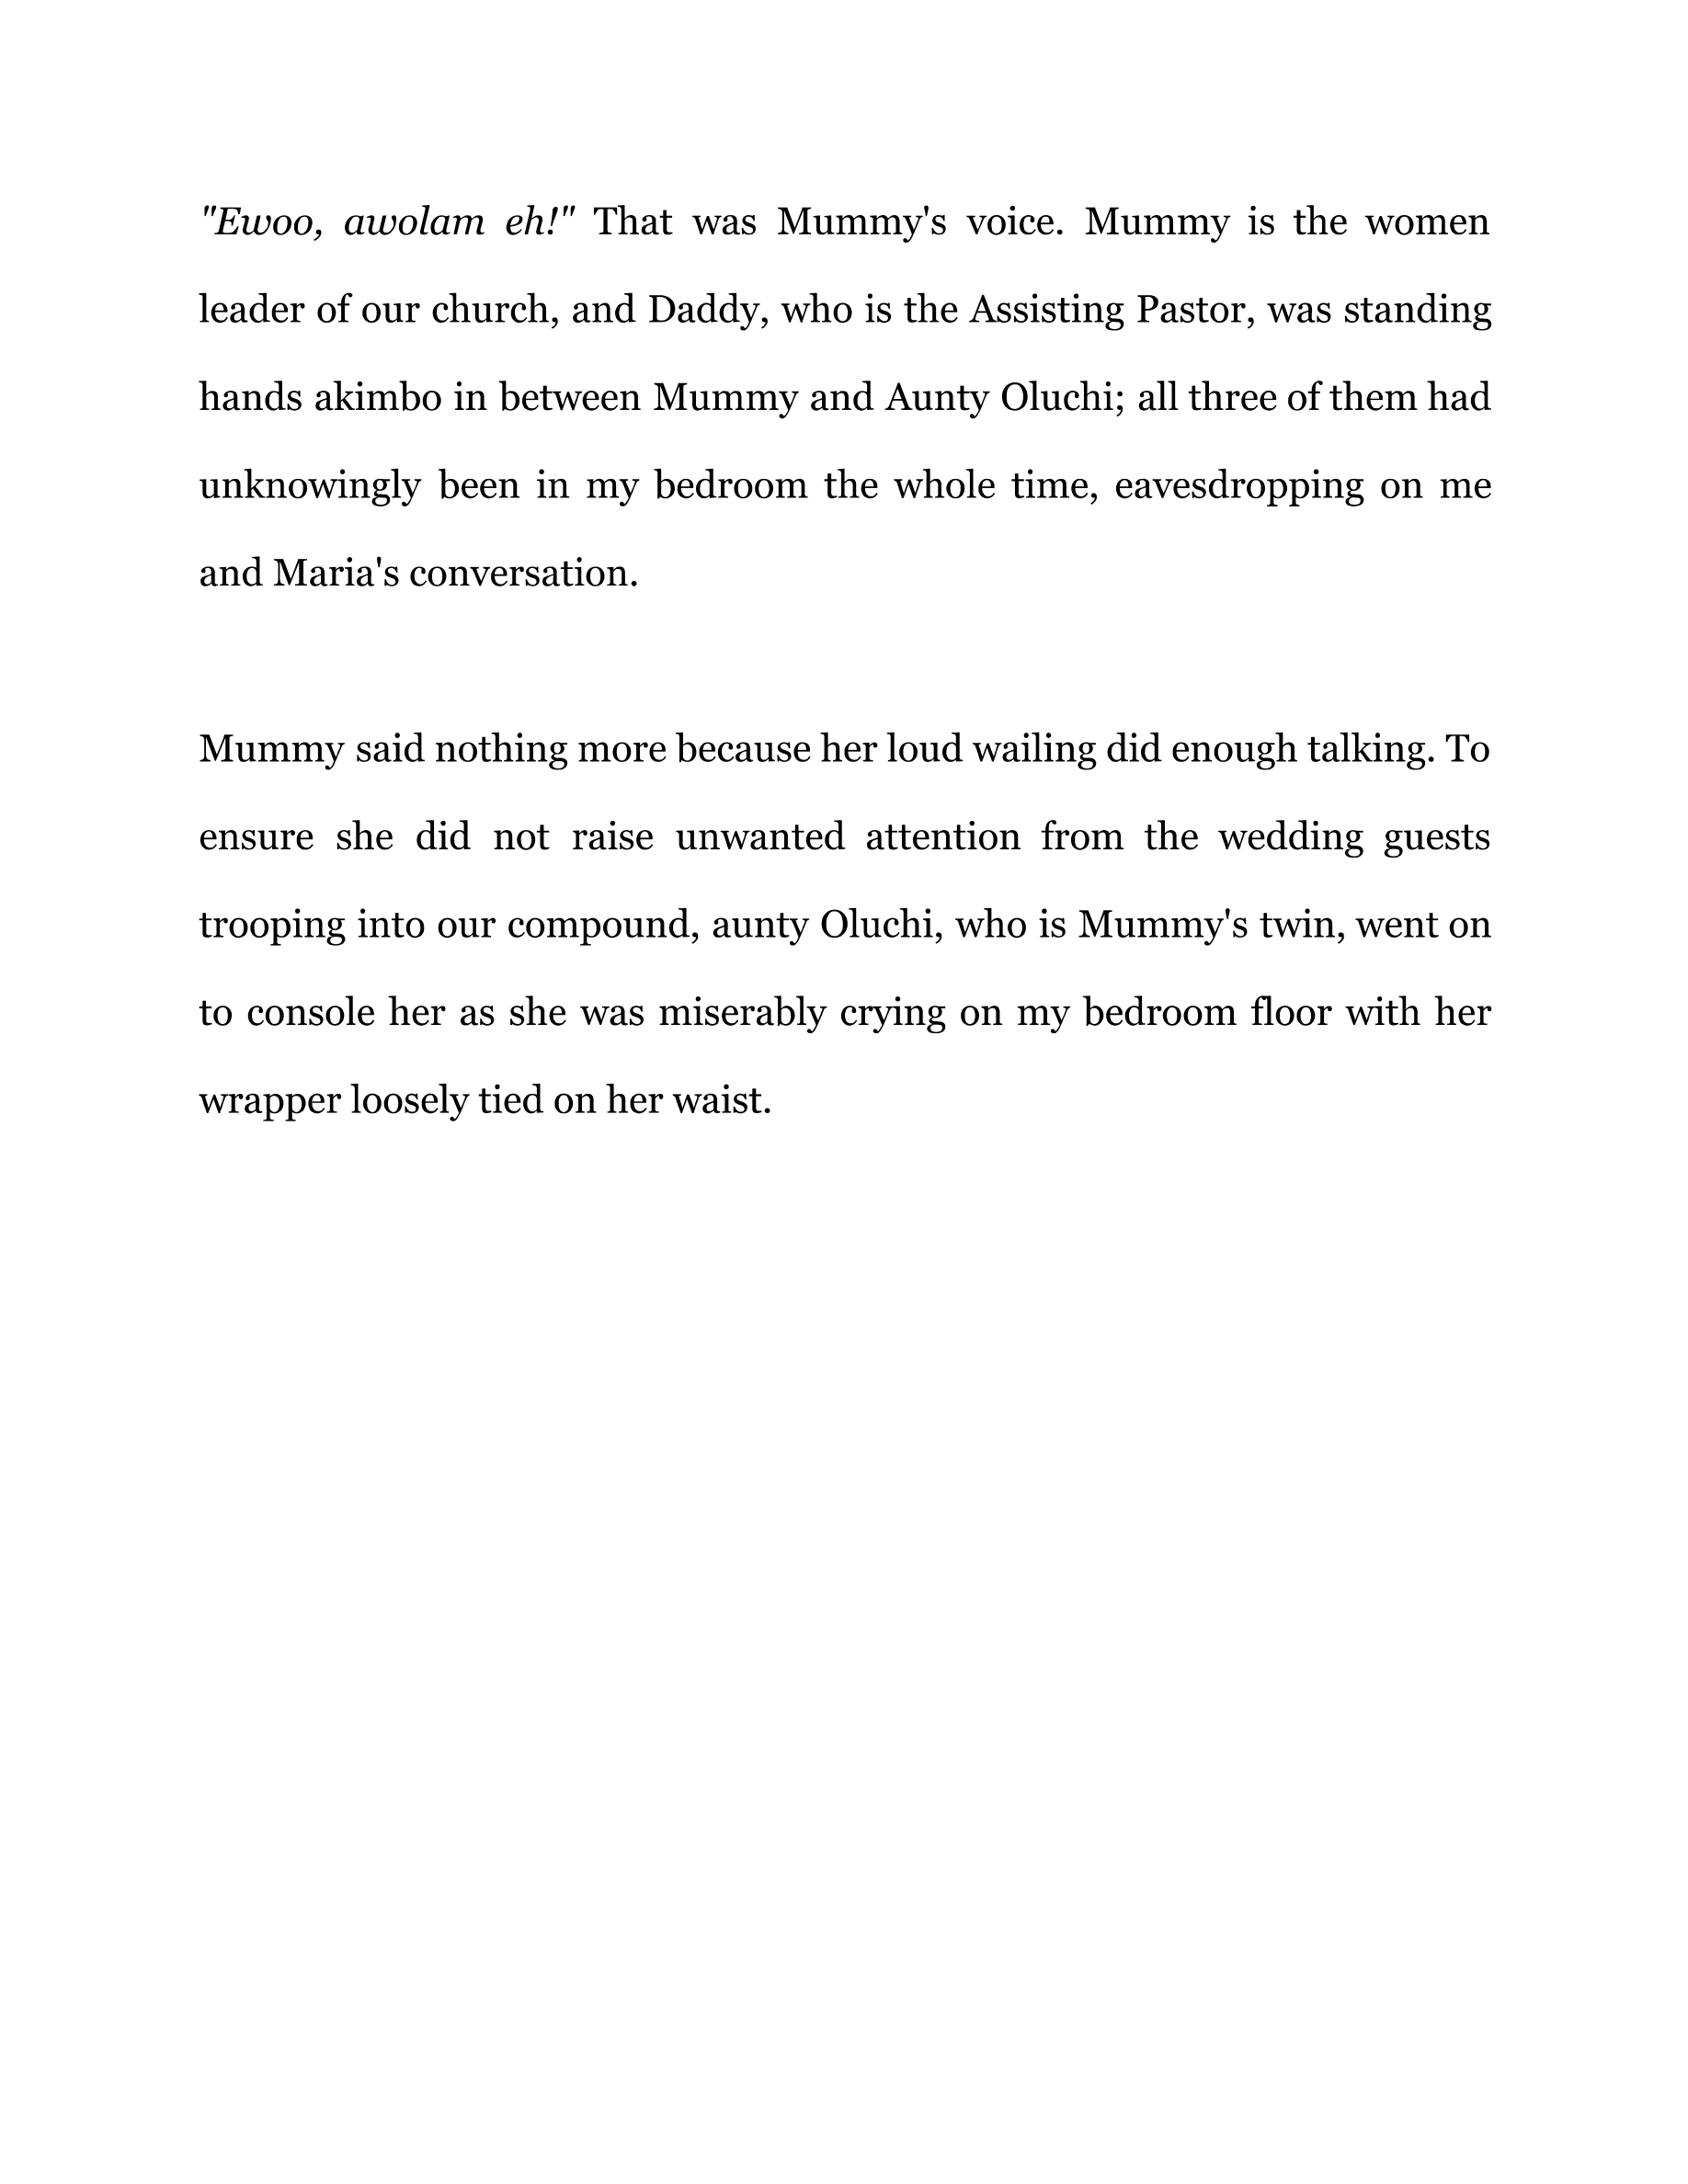 "Ewoo, awolam eh!" That was Mummy's voice. Mummy is the women
leader of our church, and Daddy, who is the Assisting Pastor, was standing
hands akimbo in between Mummy and Aunty Oluchi; all three of them had
unknowingly been in my bedroom the whole time, eavesdropping on me
and Maria's conversation.
Mummy said nothing more because her loud wailing did enough talking. To
ensure she did not raise unwanted attention from the wedding guests
trooping into our compound, aunty Oluchi, who is Mummy's twin, went on
to console her as she was miserably crying on my bedroom floor with her
wrapper loosely tied on her waist.